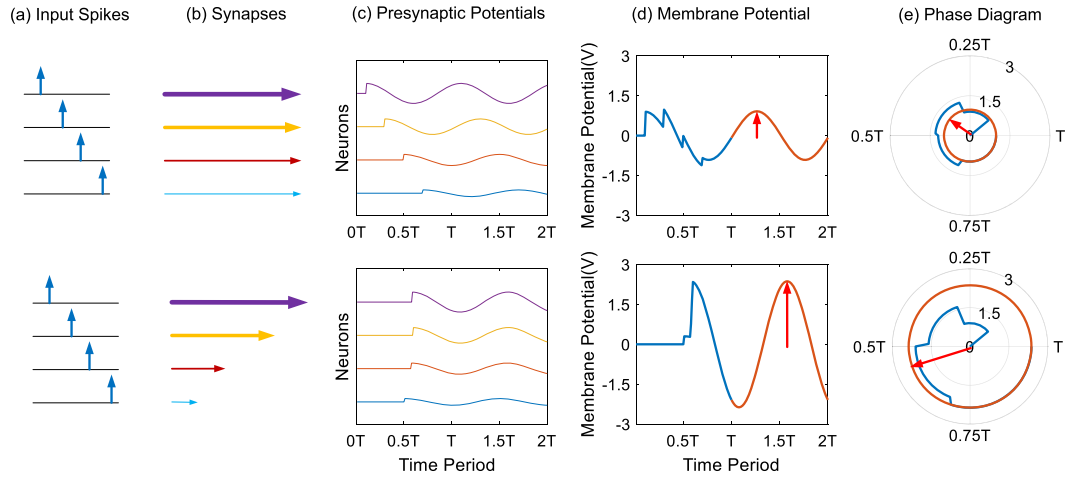 (a) Input Spikes
(b) Synapses
(c) Presynaptic Potentials
(d) Membrane Potential
(e) Phase Diagram
Neurons
0T 0.5T T 1.5T 2T
Membrane Potential(V)
3
1.5
0
-1.5
-3
0.5T T 1.5T 2T
0.25T
3
1.5
0.5T
0
T
0.75T
Neurons
0T 0.5T T 1.5T 2T
Time Period
Membrane Potential(V)
3
1.5
0
-1.5
-3
0.5T T 1.5T 2T
Time Period
0.25T
3
1.5
0.5T
0
T
0.75T